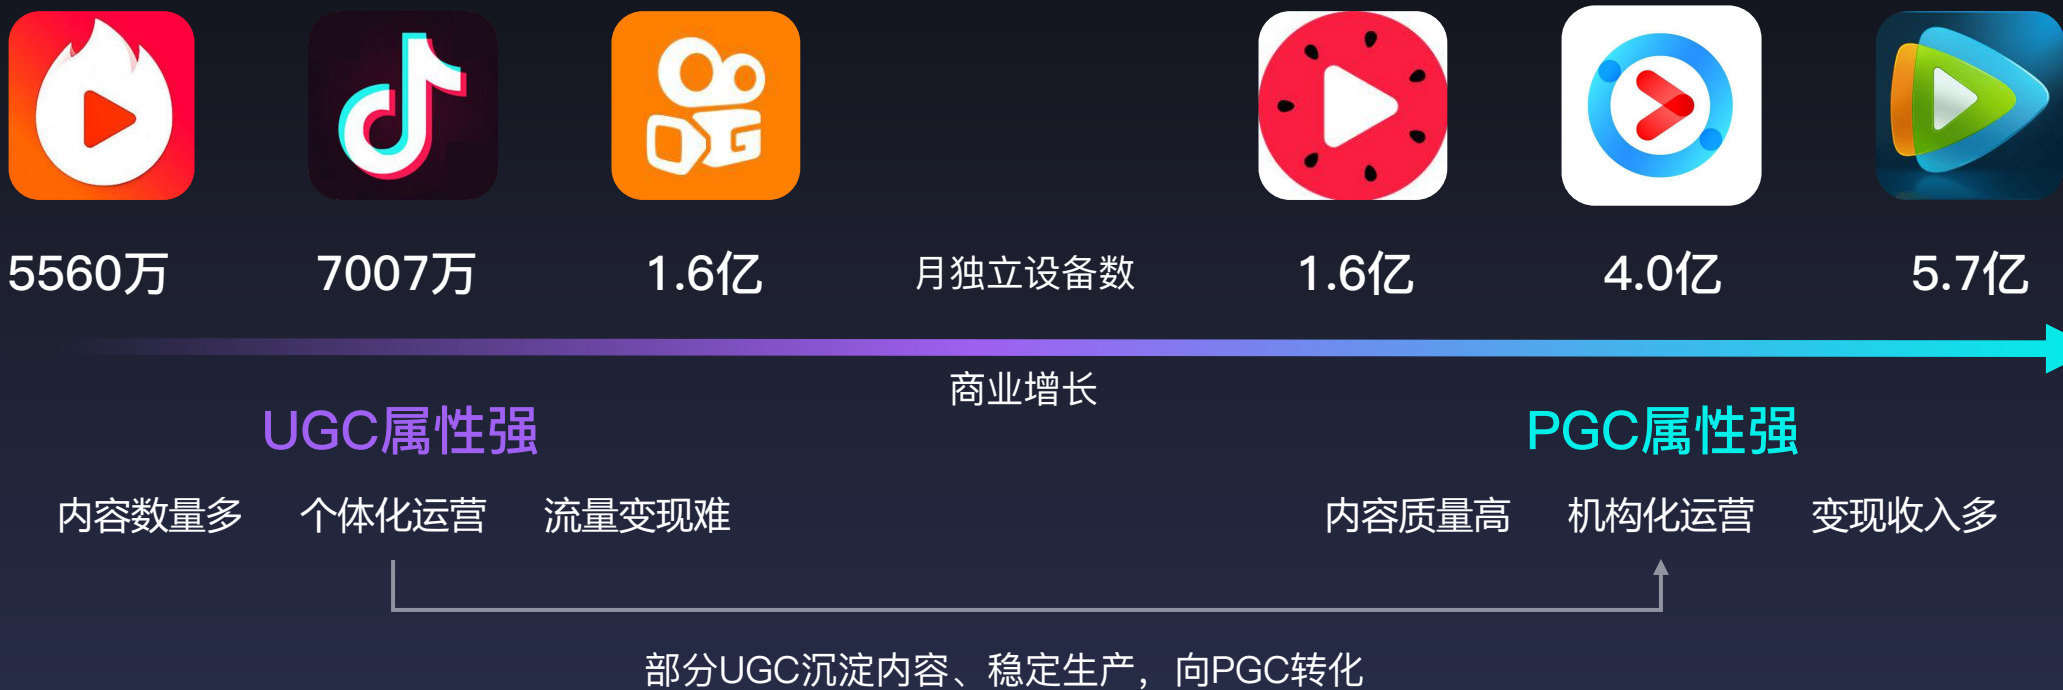 5560万 7007万 1.6亿 月独立设备数 1.6亿 4.0亿 5.7亿
商业增长
UGC属性强 PGC属性强
内容数量多 个体化运营 流量变现难 内容质量高 机构化运营 变现收入多
部分UGC沉淀内容、稳定生产，向PGC转化